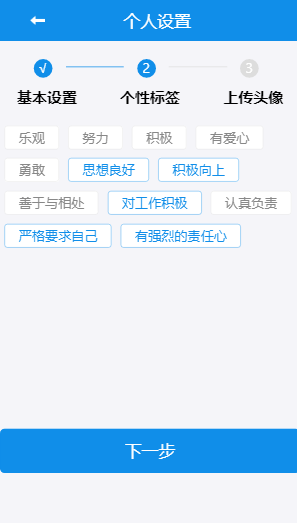 个人设置
√ 2 3
基本设置 个性标签 上传头像
乐观 努力 积极 有爱心
勇敢 思想良好 积极向上
善于与相处 对工作积极 认真负责
严格要求自己 有强烈的责任心
下一步